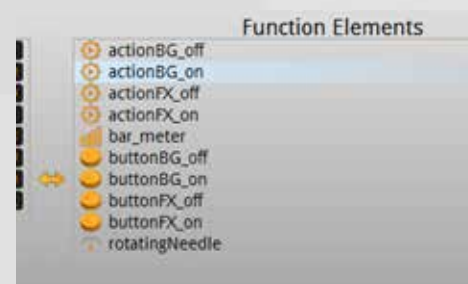 Function Elements
actionBG_off
actionBG_on
actionFX_off
actionFX_on
bar_meter
buttonBG_off
buttonBG_on
buttonFX_off
buttonFX_on
rotatingNeedle